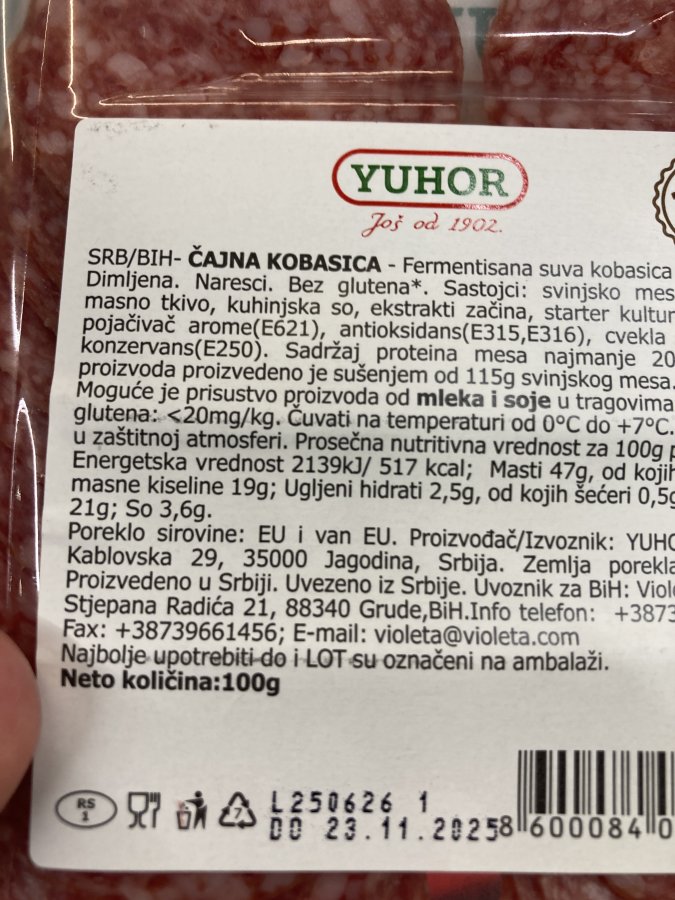 YUHOR
Još od 1902.
SRB/BIH- ČAJNA KOBASICA - Fermentisana suva kobasica
Dimljena. Naresci. Bez glutena*. Sastojci: svinjsko mes
masno tkivo, kuhinjska so, ekstrakti začina, starter kultur
pojačivač arome(E621), antioksidans(E315,E316), cvekla
konzervans(E250). Sadržaj proteina mesa najmanje 20
proizvoda proizvedeno je sušenjem od 115g svinjskog mesa.
Moguće je prisustvo proizvoda od mleka i soje u tragovima
glutena: <20mg/kg. Čuvati na temperaturi od 0°C do +7°C.
u zaštitnoj atmosferi. Prosečna nutritivna vrednost za 100g p
Energetska vrednost 2139kJ/ 517 kcal; Masti 47g, od kojih
masne kiseline 19g; Ugljeni hidrati 2,5g, od kojih šećeri 0,5g
21g; So 3,6g.
Poreklo sirovine: EU i van EU. Proizvođač/Izvoznik: YUHO
Kablovska 29, 35000 Jagodina, Srbija. Zemlja porekla
Proizvedeno u Srbiji. Uvezeno iz Srbije. Uvoznik za BiH: Viole
Stjepana Radića 21, 88340 Grude,BiH.Info telefon: +3873
Fax: +38739661456; E-mail: violeta@violeta.com
Najbolje upotrebiti do i LOT su označeni na ambalaži.
Neto količina:100g
RS
1
7
L250626 1
DO 23.11.2025
8 600084 0